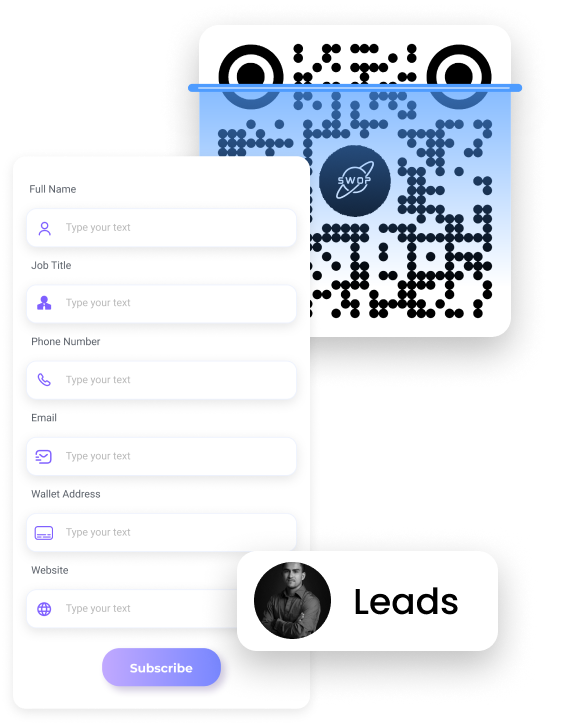 SWOP
Full Name
Type your text
Job Title
Type your text
Phone Number
Type your text
Email
Type your text
Wallet Address
Type your text
Website
Type your text
Leads
Subscribe